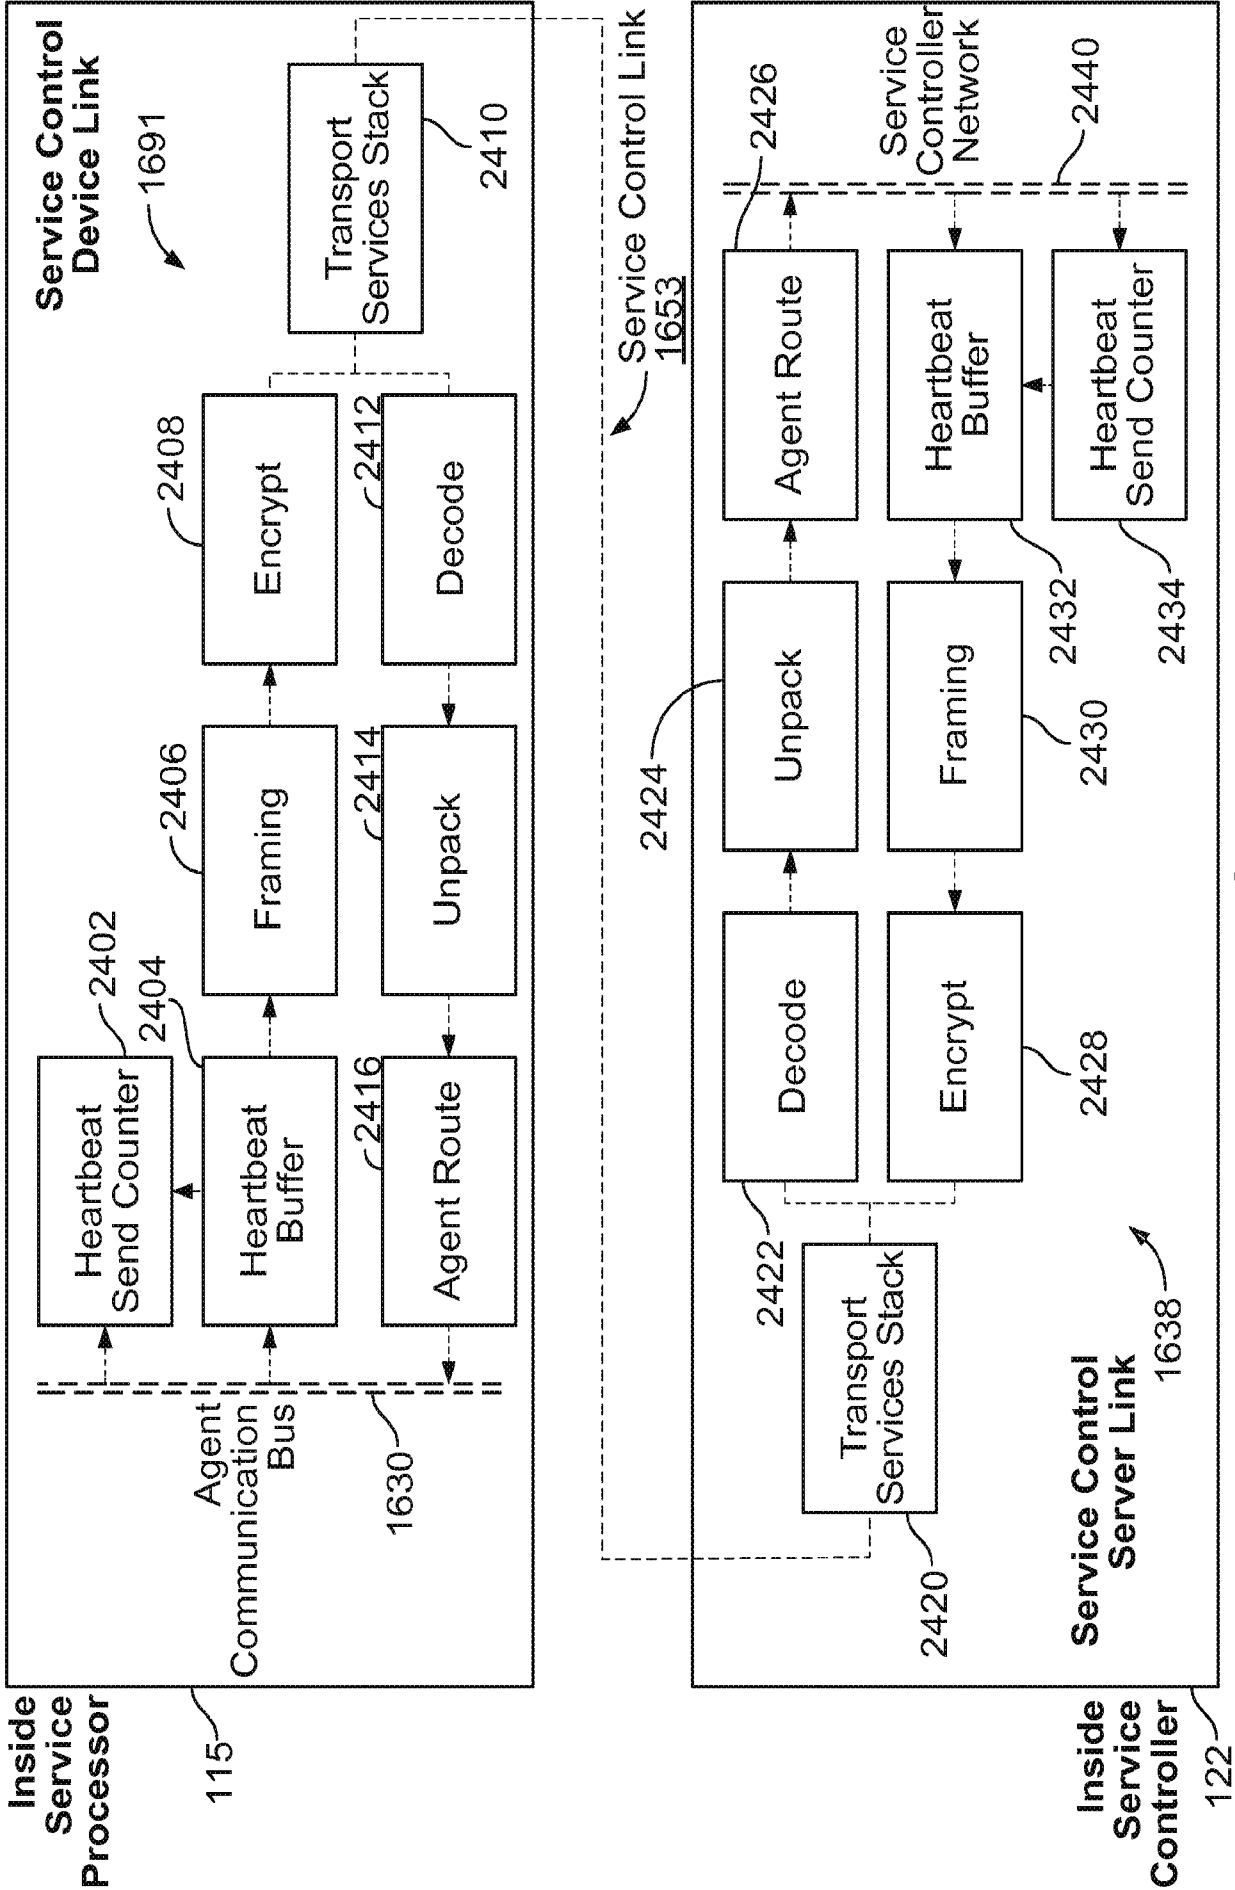 Inside
Service
Processor
115
Service Control
Device Link
1691
Heartbeat
Send Counter
2402
Heartbeat
Buffer
2404
Framing
2406
Encrypt
2408
Transport
Services Stack
2410
Decode
2412
Unpack
2414
Agent Route
2416
Agent
Communication
Bus
1630
Service Control Link
1653
Inside
Service
Controller
122
Service Control
Server Link
1638
Transport
Services Stack
2420
Decode
2422
Unpack
2424
Agent Route
2426
Encrypt
2428
Framing
2430
Heartbeat
Buffer
2432
Heartbeat
Send Counter
2434
Service
Controller
Network
2440